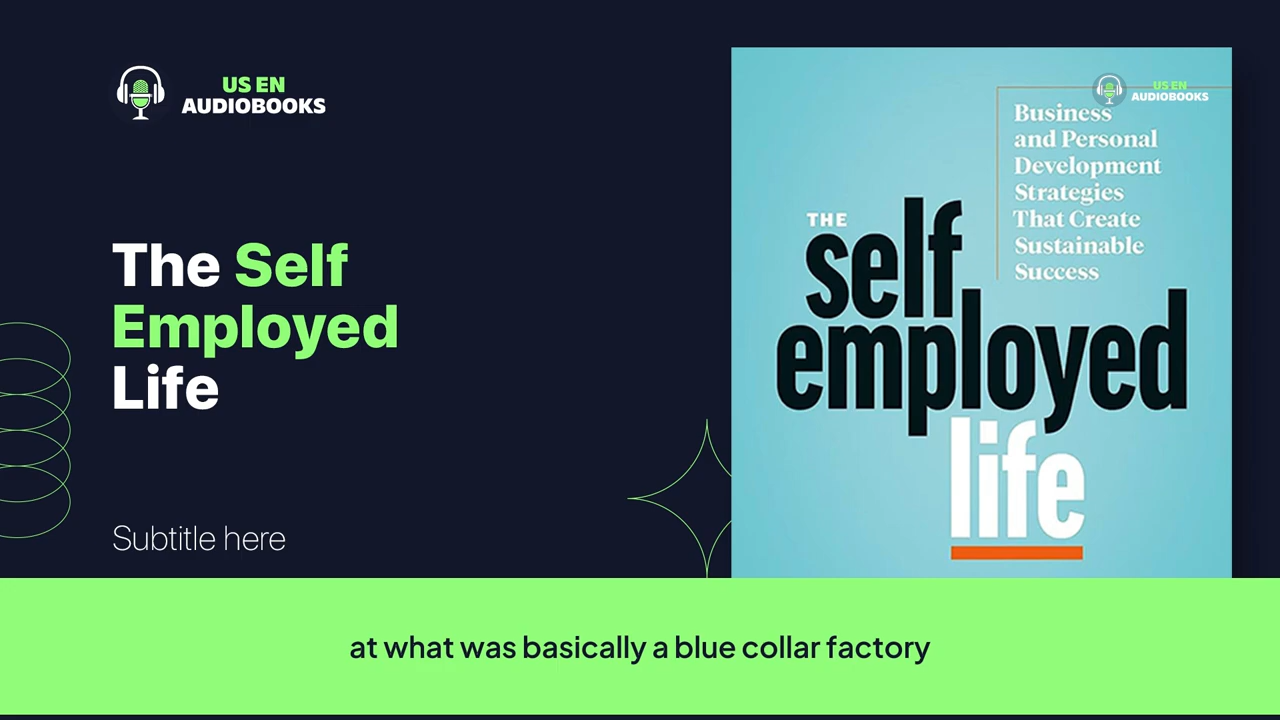 US EN
AUDIOBOOKS
The Self
Employed
Life
Subtitle here
US EN
AUDIOBOOKS
Business
and Personal
Development
Strategies
That Create
Sustainable
Success
THE
self
employed
life
at what was basically a blue collar factory